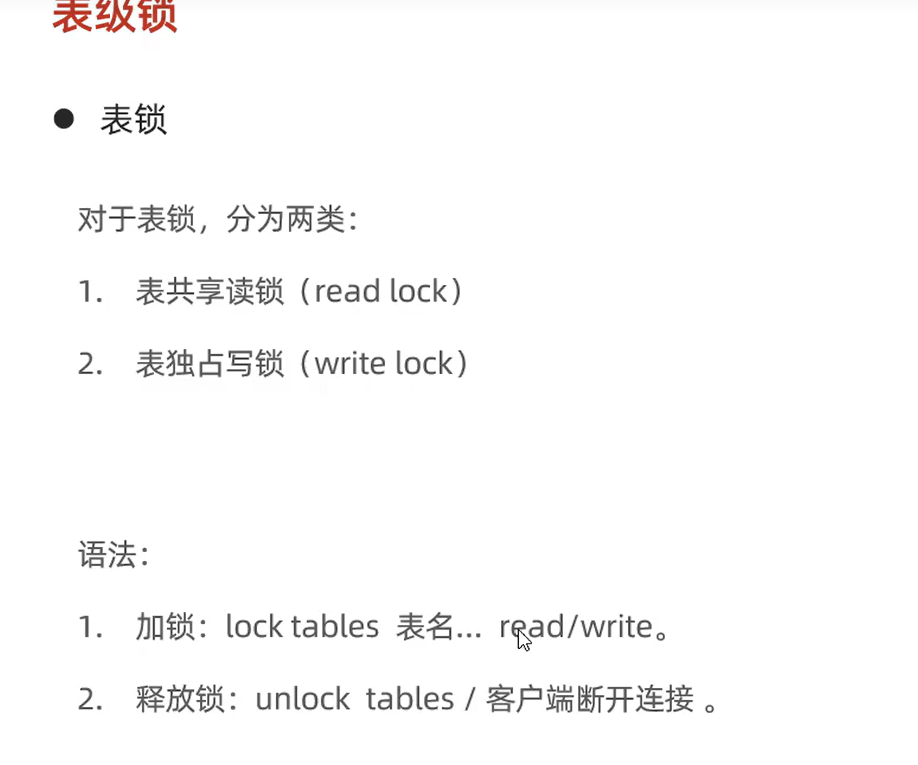 表级锁
● 表锁
对于表锁，分为两类：
1. 表共享读锁（read lock）
2. 表独占写锁（write lock）
语法：
1. 加锁：lock tables 表名... read/write。
2. 释放锁：unlock tables / 客户端断开连接 。